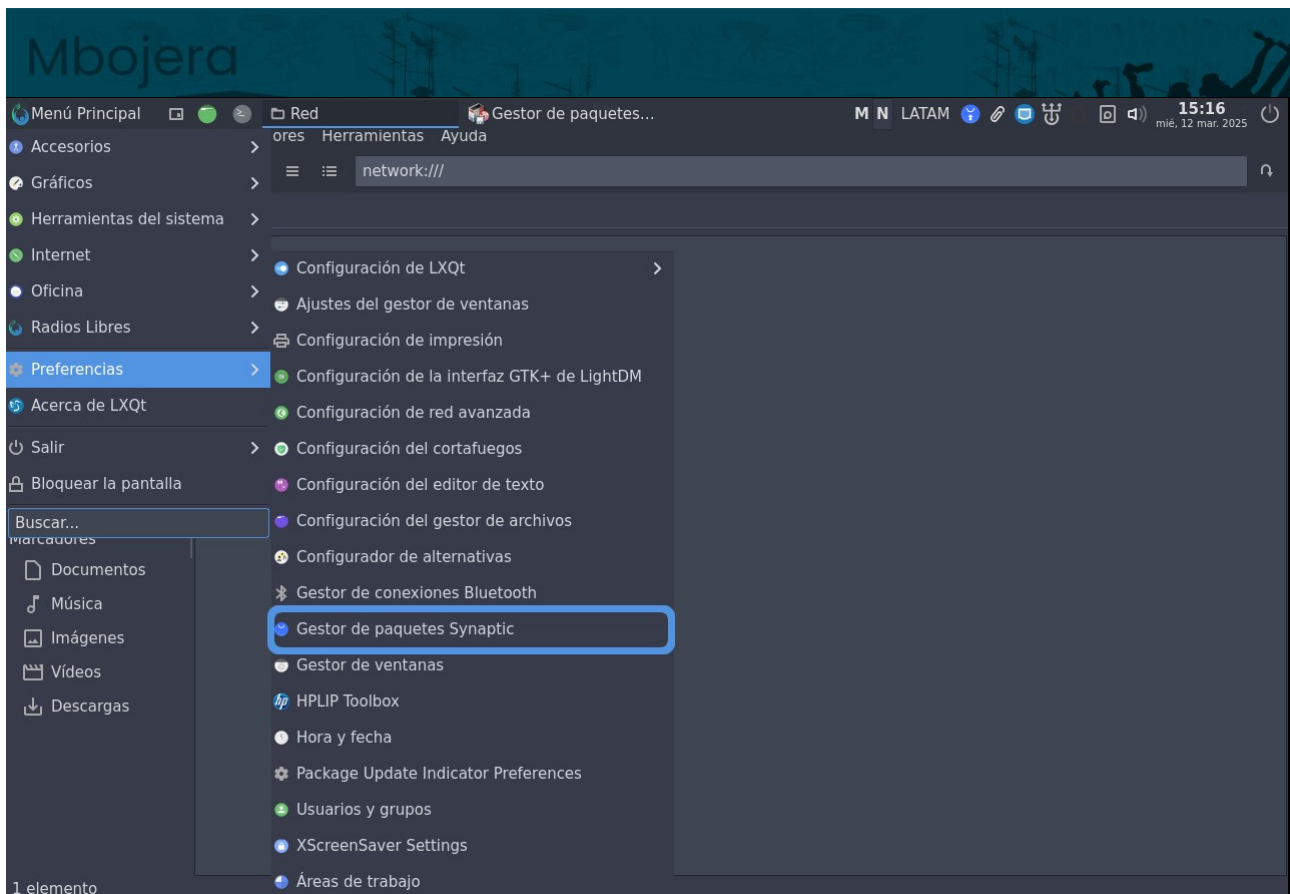 Mbojera
Menú Principal
Red
Gestor de paquetes...
M N LATAM
15:16
mié, 12 mar. 2025
ores Herramientas Ayuda
network:///
Accesorios
Gráficos
Herramientas del sistema
Internet
Oficina
Radios Libres
Preferencias
Acerca de LXQt
Salir
Bloquear la pantalla
Buscar...
Marcadores
Documentos
Música
Imágenes
Vídeos
Descargas
1 elemento
Configuración de LXQt
Ajustes del gestor de ventanas
Configuración de impresión
Configuración de la interfaz GTK+ de LightDM
Configuración de red avanzada
Configuración del cortafuegos
Configuración del editor de texto
Configuración del gestor de archivos
Configurador de alternativas
Gestor de conexiones Bluetooth
Gestor de paquetes Synaptic
Gestor de ventanas
hp HPLIP Toolbox
Hora y fecha
Package Update Indicator Preferences
Usuarios y grupos
XScreenSaver Settings
Áreas de trabajo